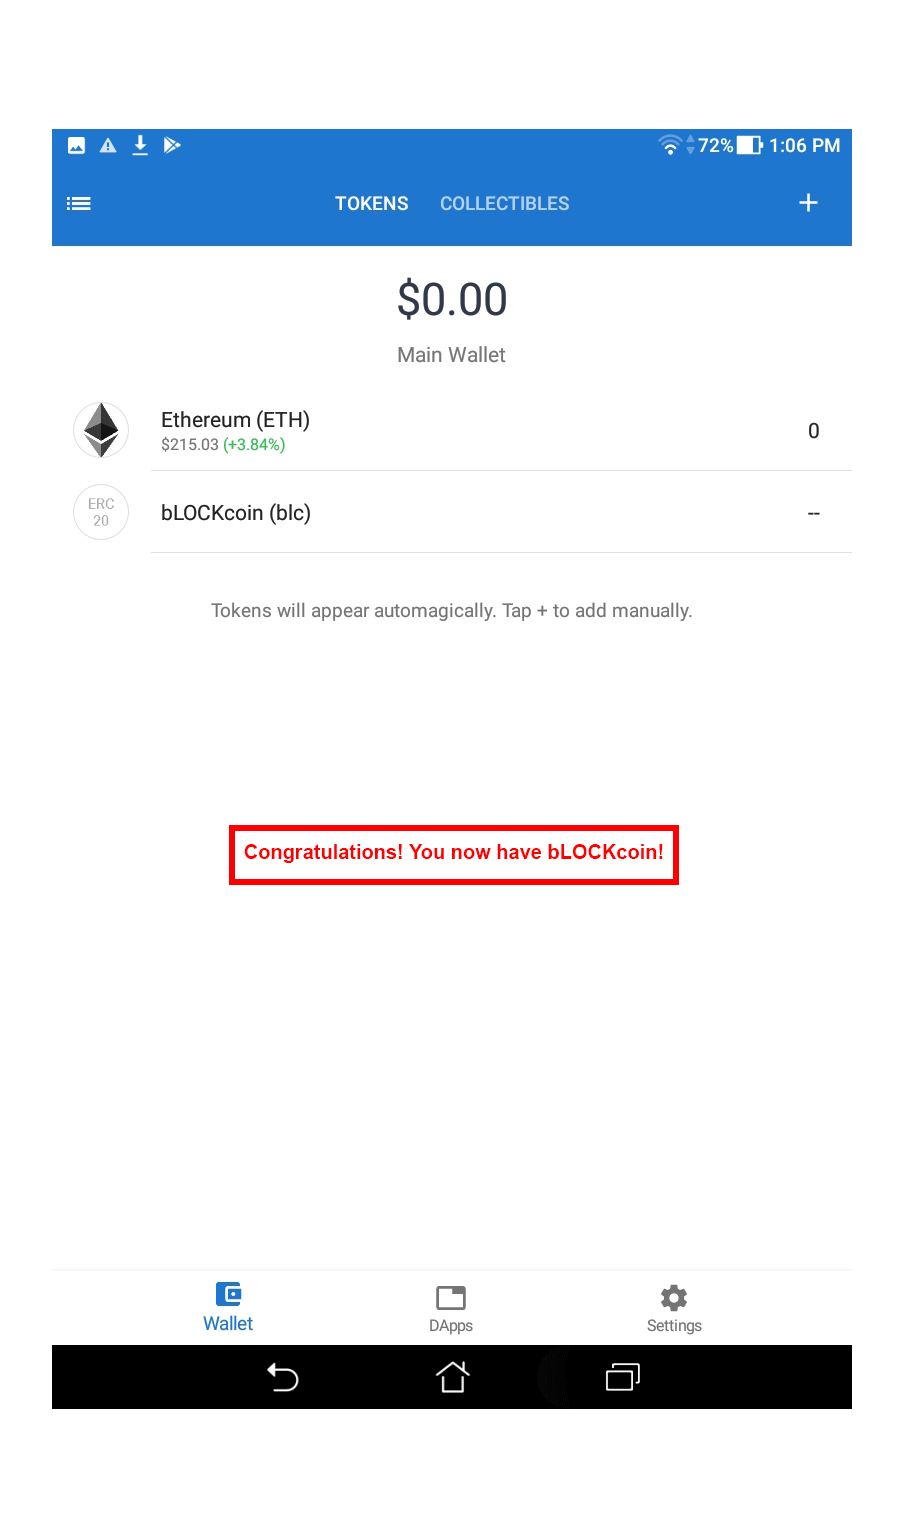 72% 1:06 PM
TOKENS COLLECTIBLES +
$0.00
Main Wallet
Ethereum (ETH) 0
$215.03 (+3.84%)
ERC
20
bLOCKcoin (blc) --
Tokens will appear automagically. Tap + to add manually.
Congratulations! You now have bLOCKcoin!
Wallet DApps Settings